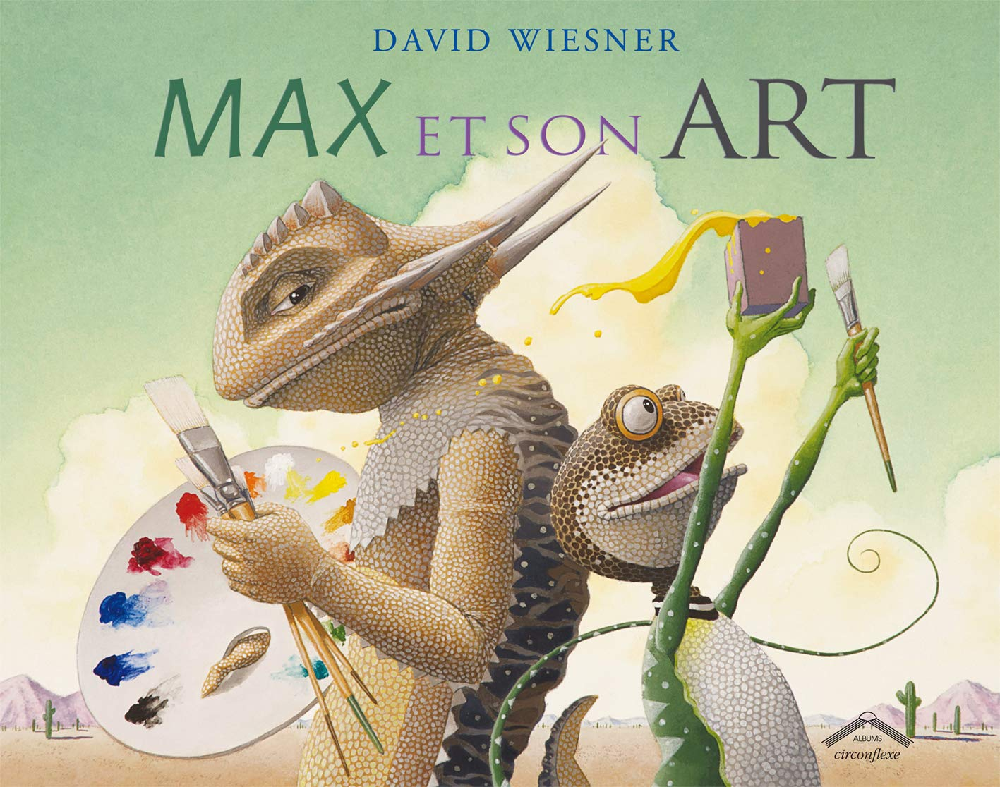 DAVID WIESNER
MAX ET SON ART
ALBUMS
circonflexe